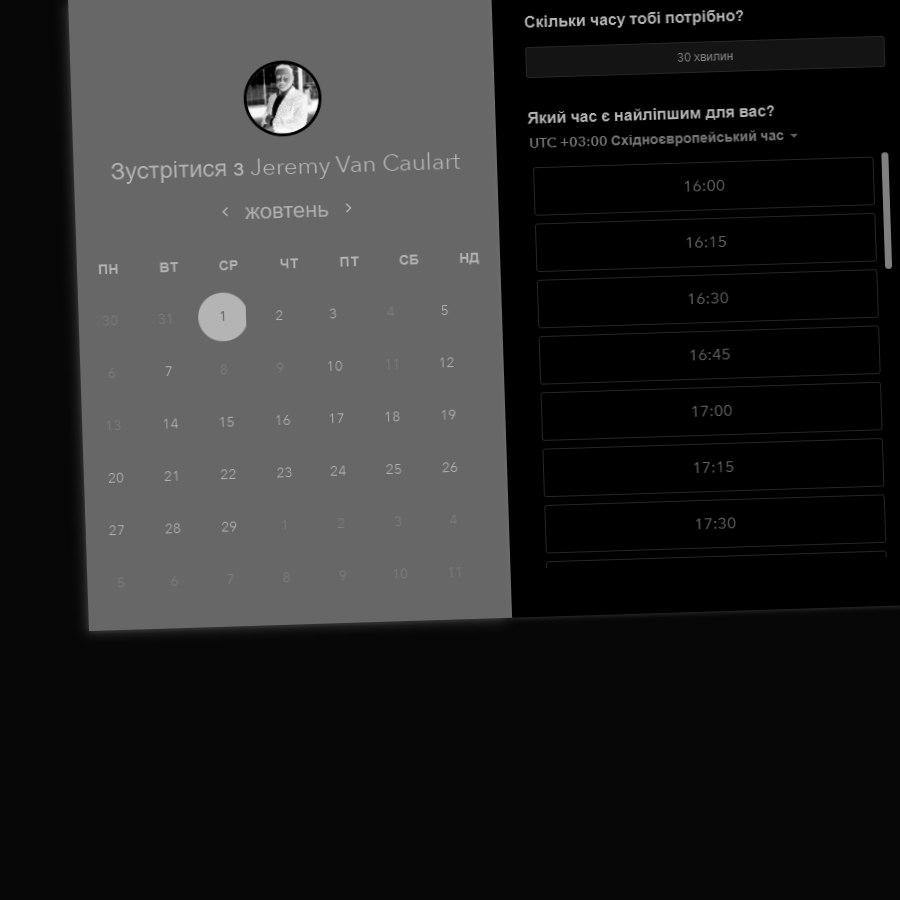 Зустрітися з Jeremy Van Caulart
жовтень
ПН ВТ СР ЧТ ПТ СБ НД
30 31 1 2 3 4 5
6 7 8 9 10 11 12
13 14 15 16 17 18 19
20 21 22 23 24 25 26
27 28 29 1 2 3 4
5 6 7 8 9 10 11
Скільки часу тобі потрібно?
30 хвилин
Який час є найліпшим для вас?
UTC +03:00 Східноєвропейський час
16:00
16:15
16:30
16:45
17:00
17:15
17:30